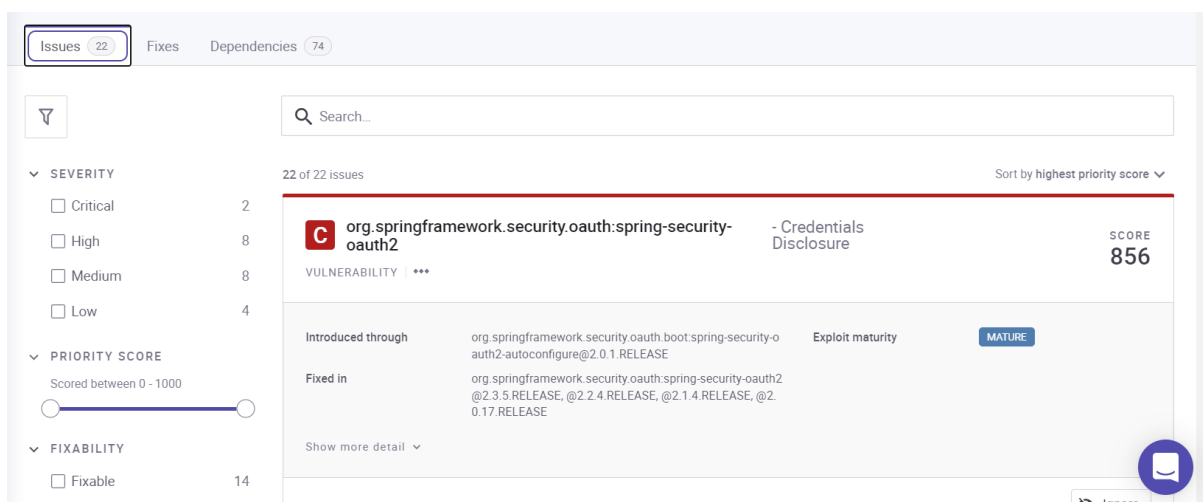 Issues 22 Fixes Dependencies 74
Search...
SEVERITY
Critical 2
High 8
Medium 8
Low 4
PRIORITY SCORE
Scored between 0 - 1000
FIXABILITY
Fixable 14
22 of 22 issues
Sort by highest priority score
C
org.springframework.security.oauth:spring-security-
oauth2
- Credentials
Disclosure
VULNERABILITY
SCORE
856
Introduced through
org.springframework.security.oauth.boot:spring-security-o
auth2-autoconfigure@2.0.1.RELEASE
Exploit maturity
MATURE
Fixed in
org.springframework.security.oauth:spring-security-oauth2
@2.3.5.RELEASE, @2.2.4.RELEASE, @2.1.4.RELEASE, @2.
0.17.RELEASE
Show more detail